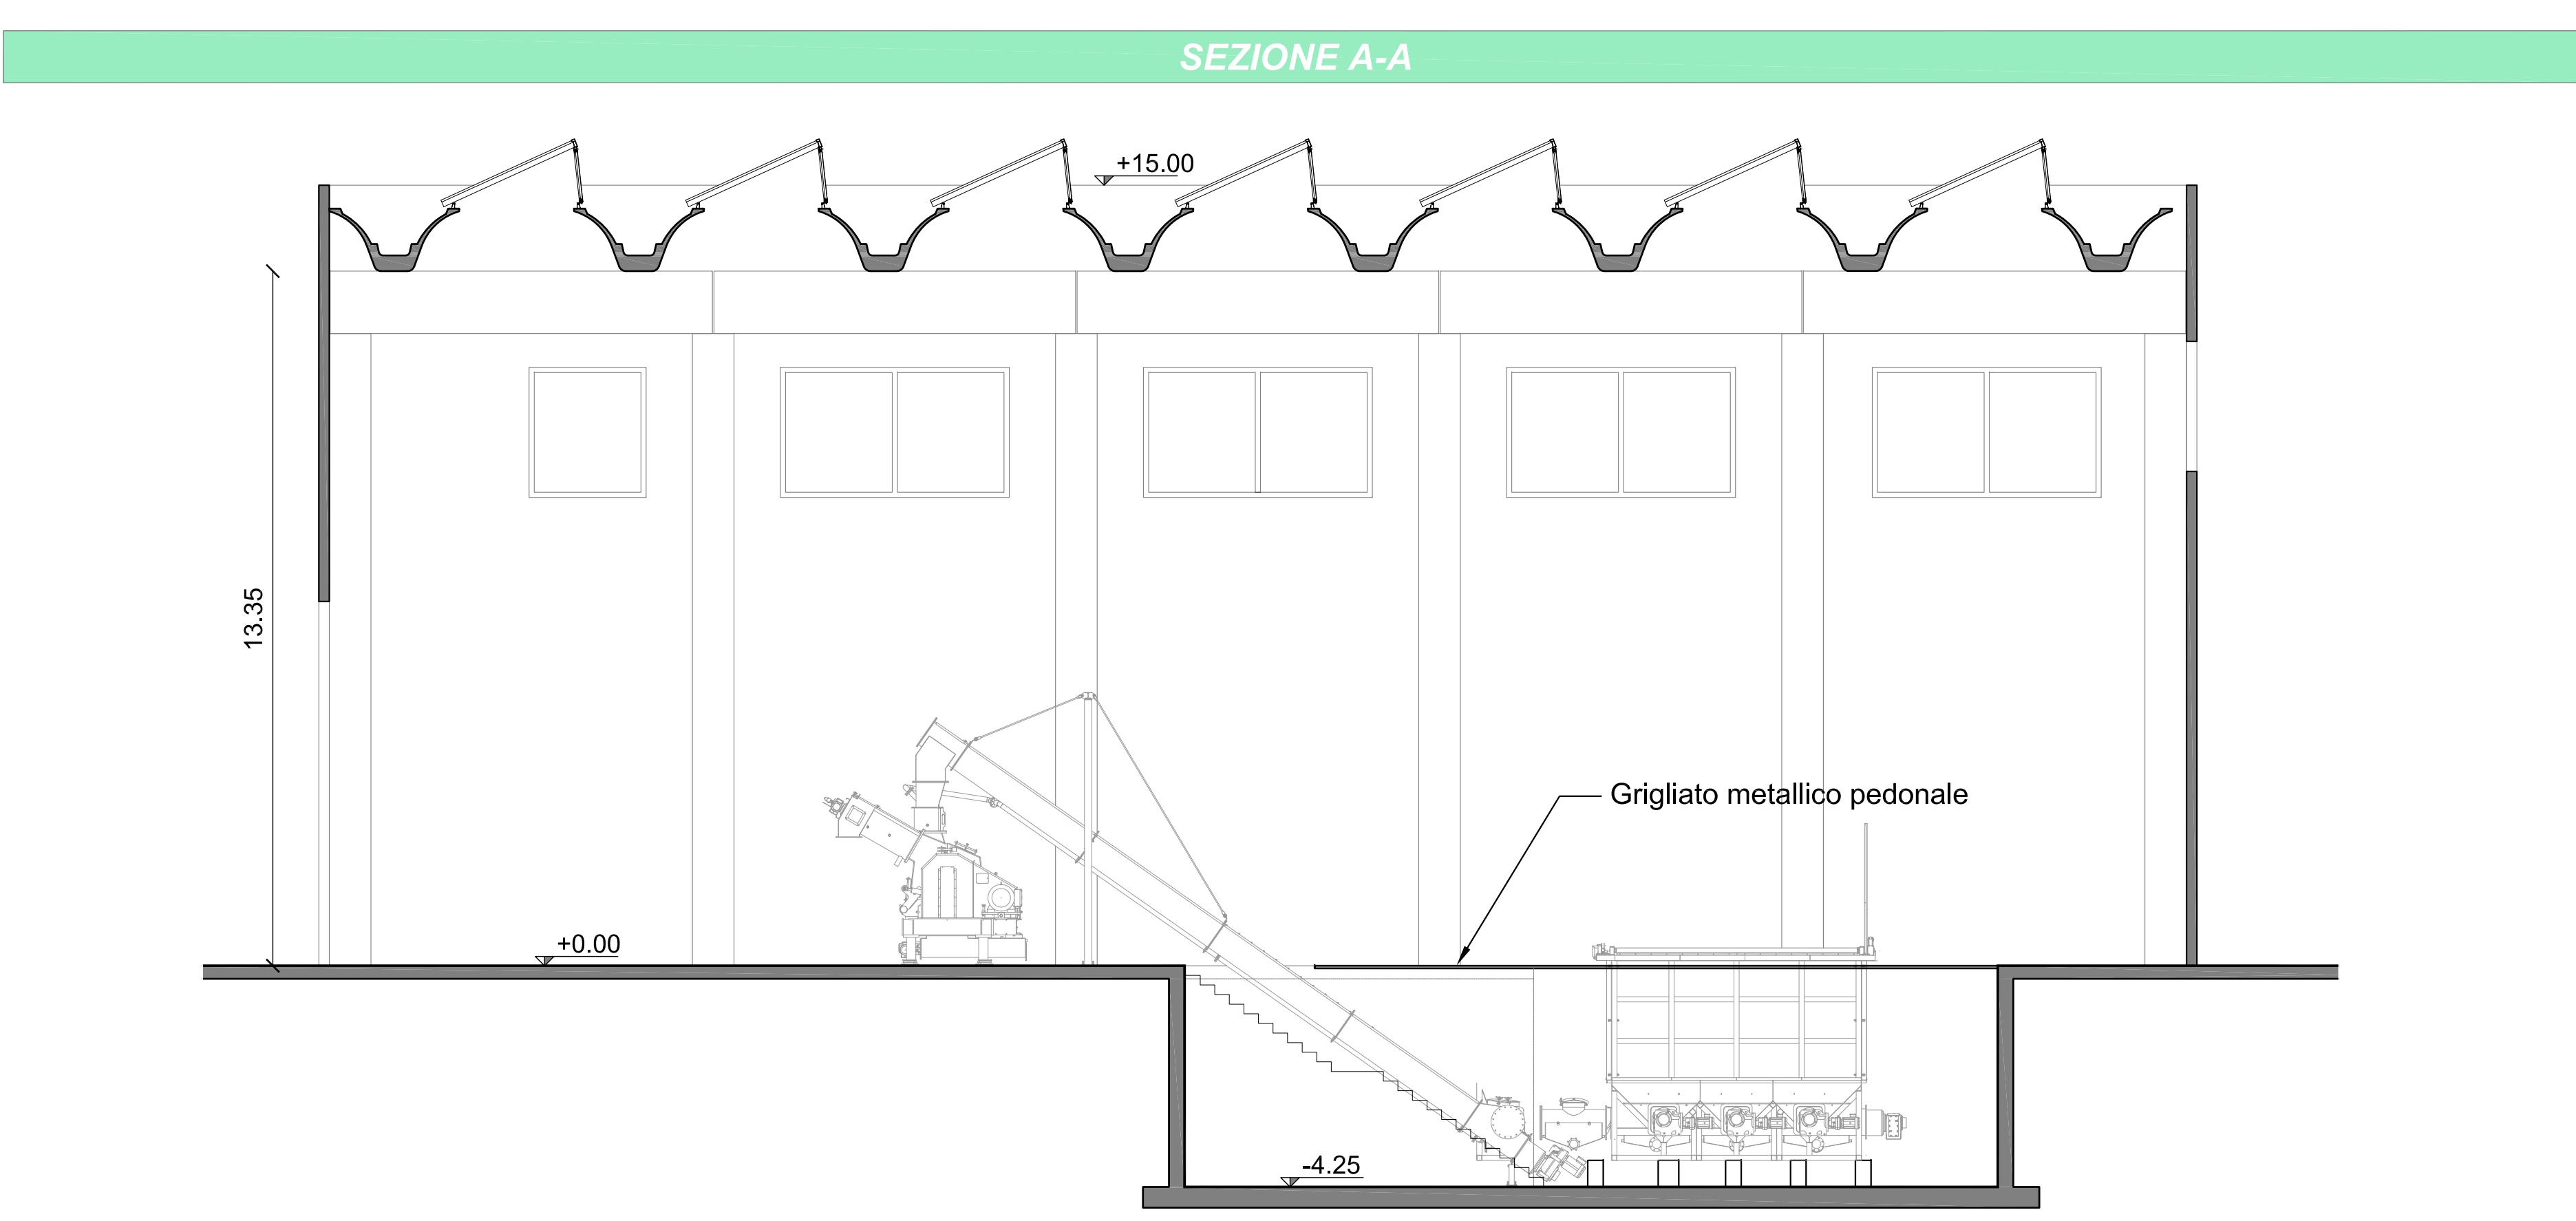 SEZIONE A-A
+15.00
13.35
Grigliato metallico pedonale
+0.00
-4.25